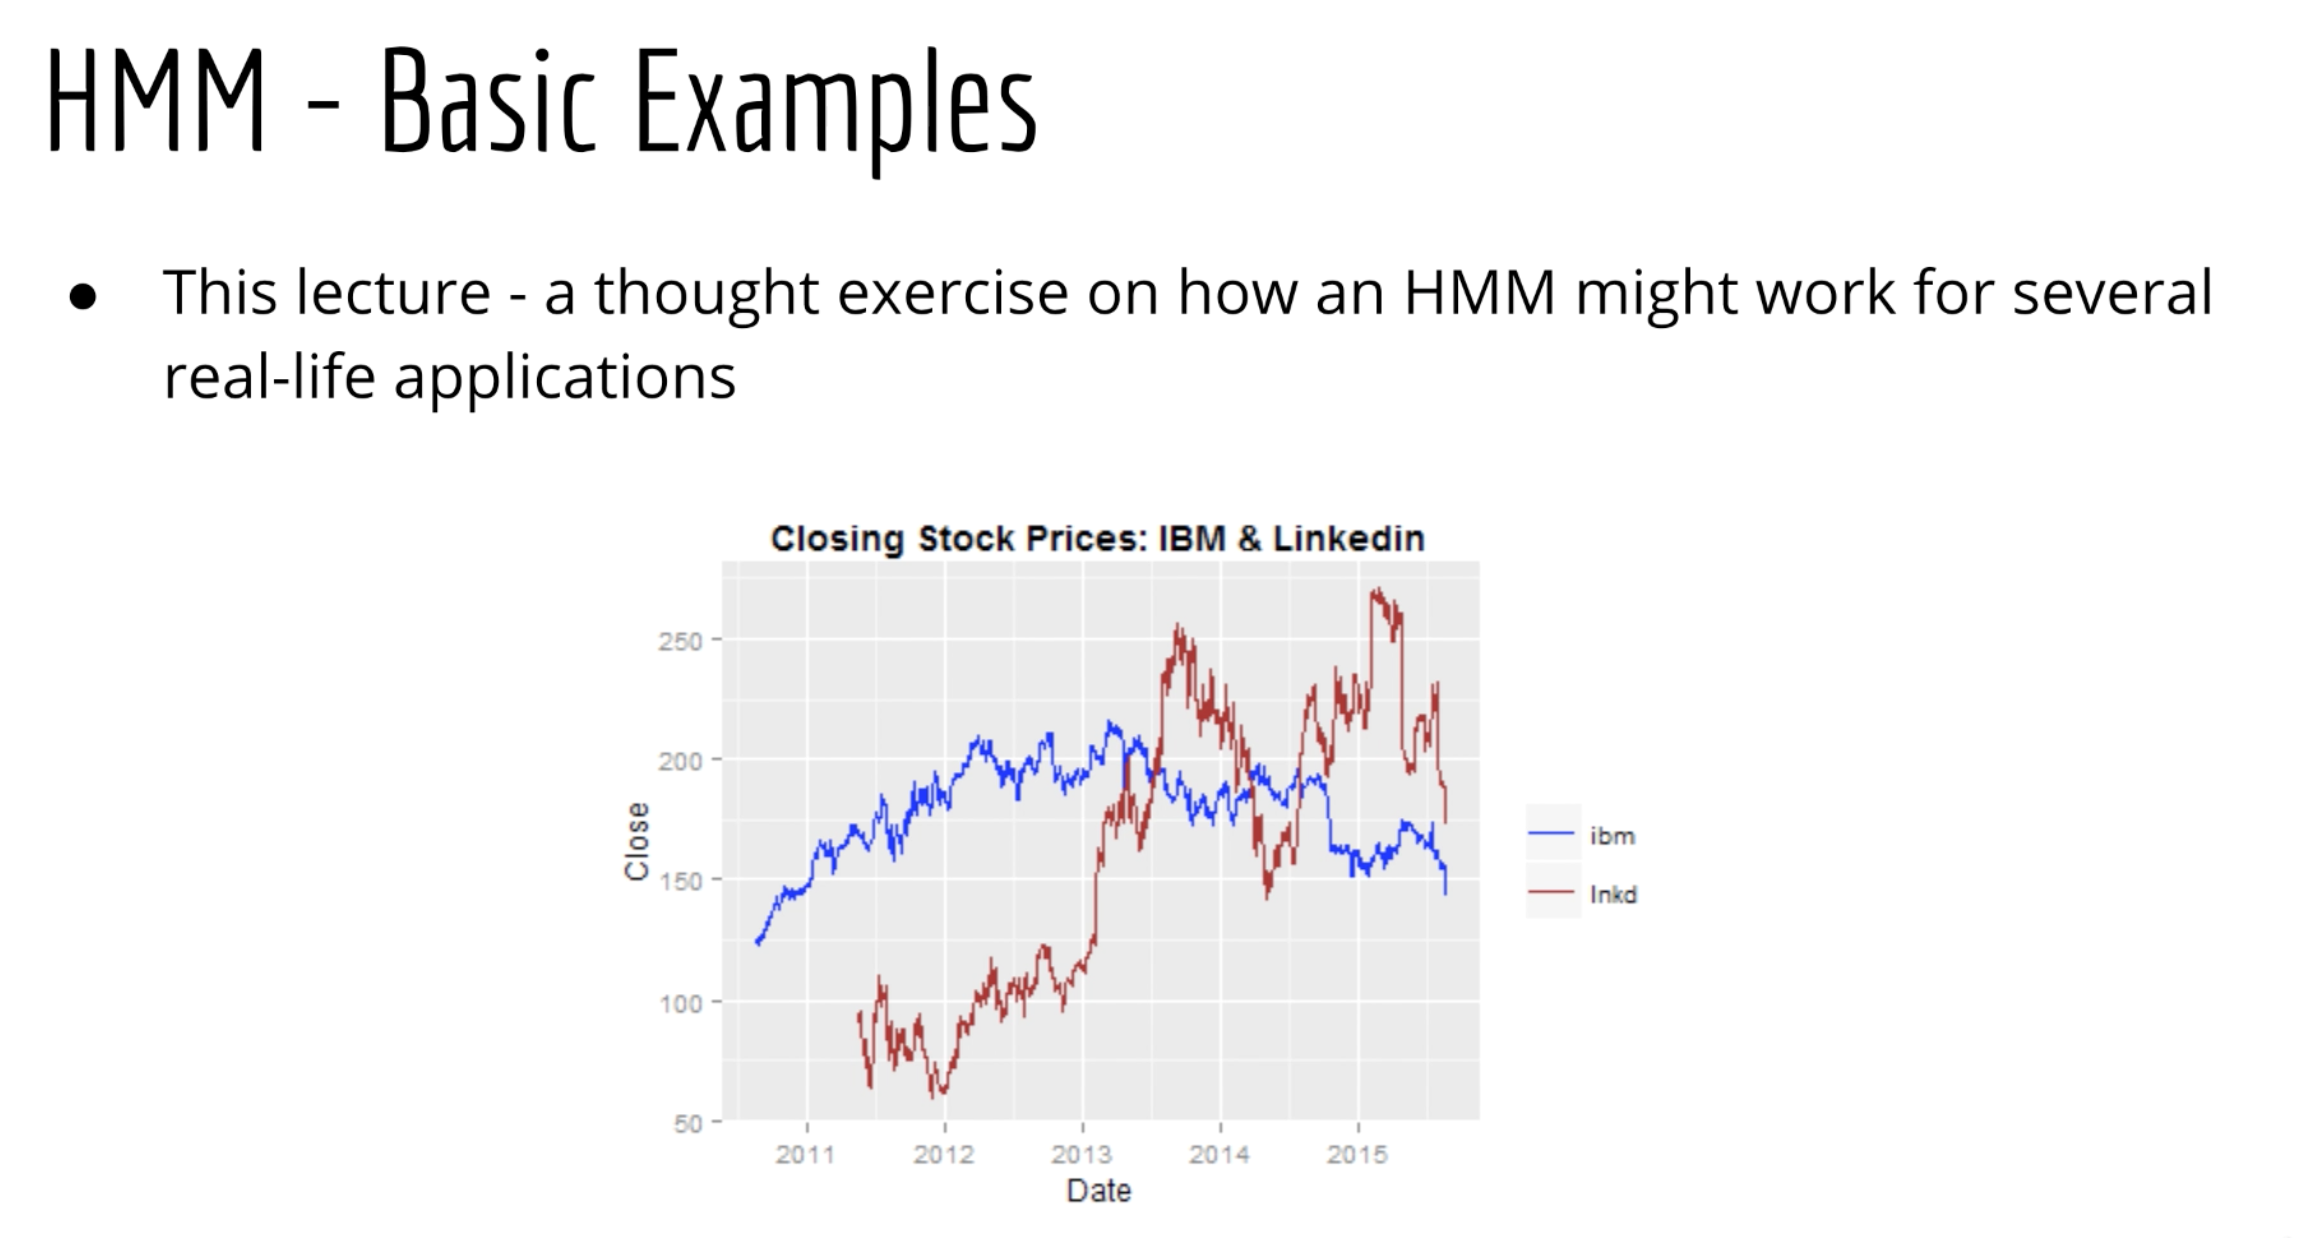 HMM - Basic Examples
● This lecture - a thought exercise on how an HMM might work for several
real-life applications
Closing Stock Prices: IBM & Linkedin
250
200
150
100
50
Close
2011 2012 2013 2014 2015
Date
ibm
lnkd